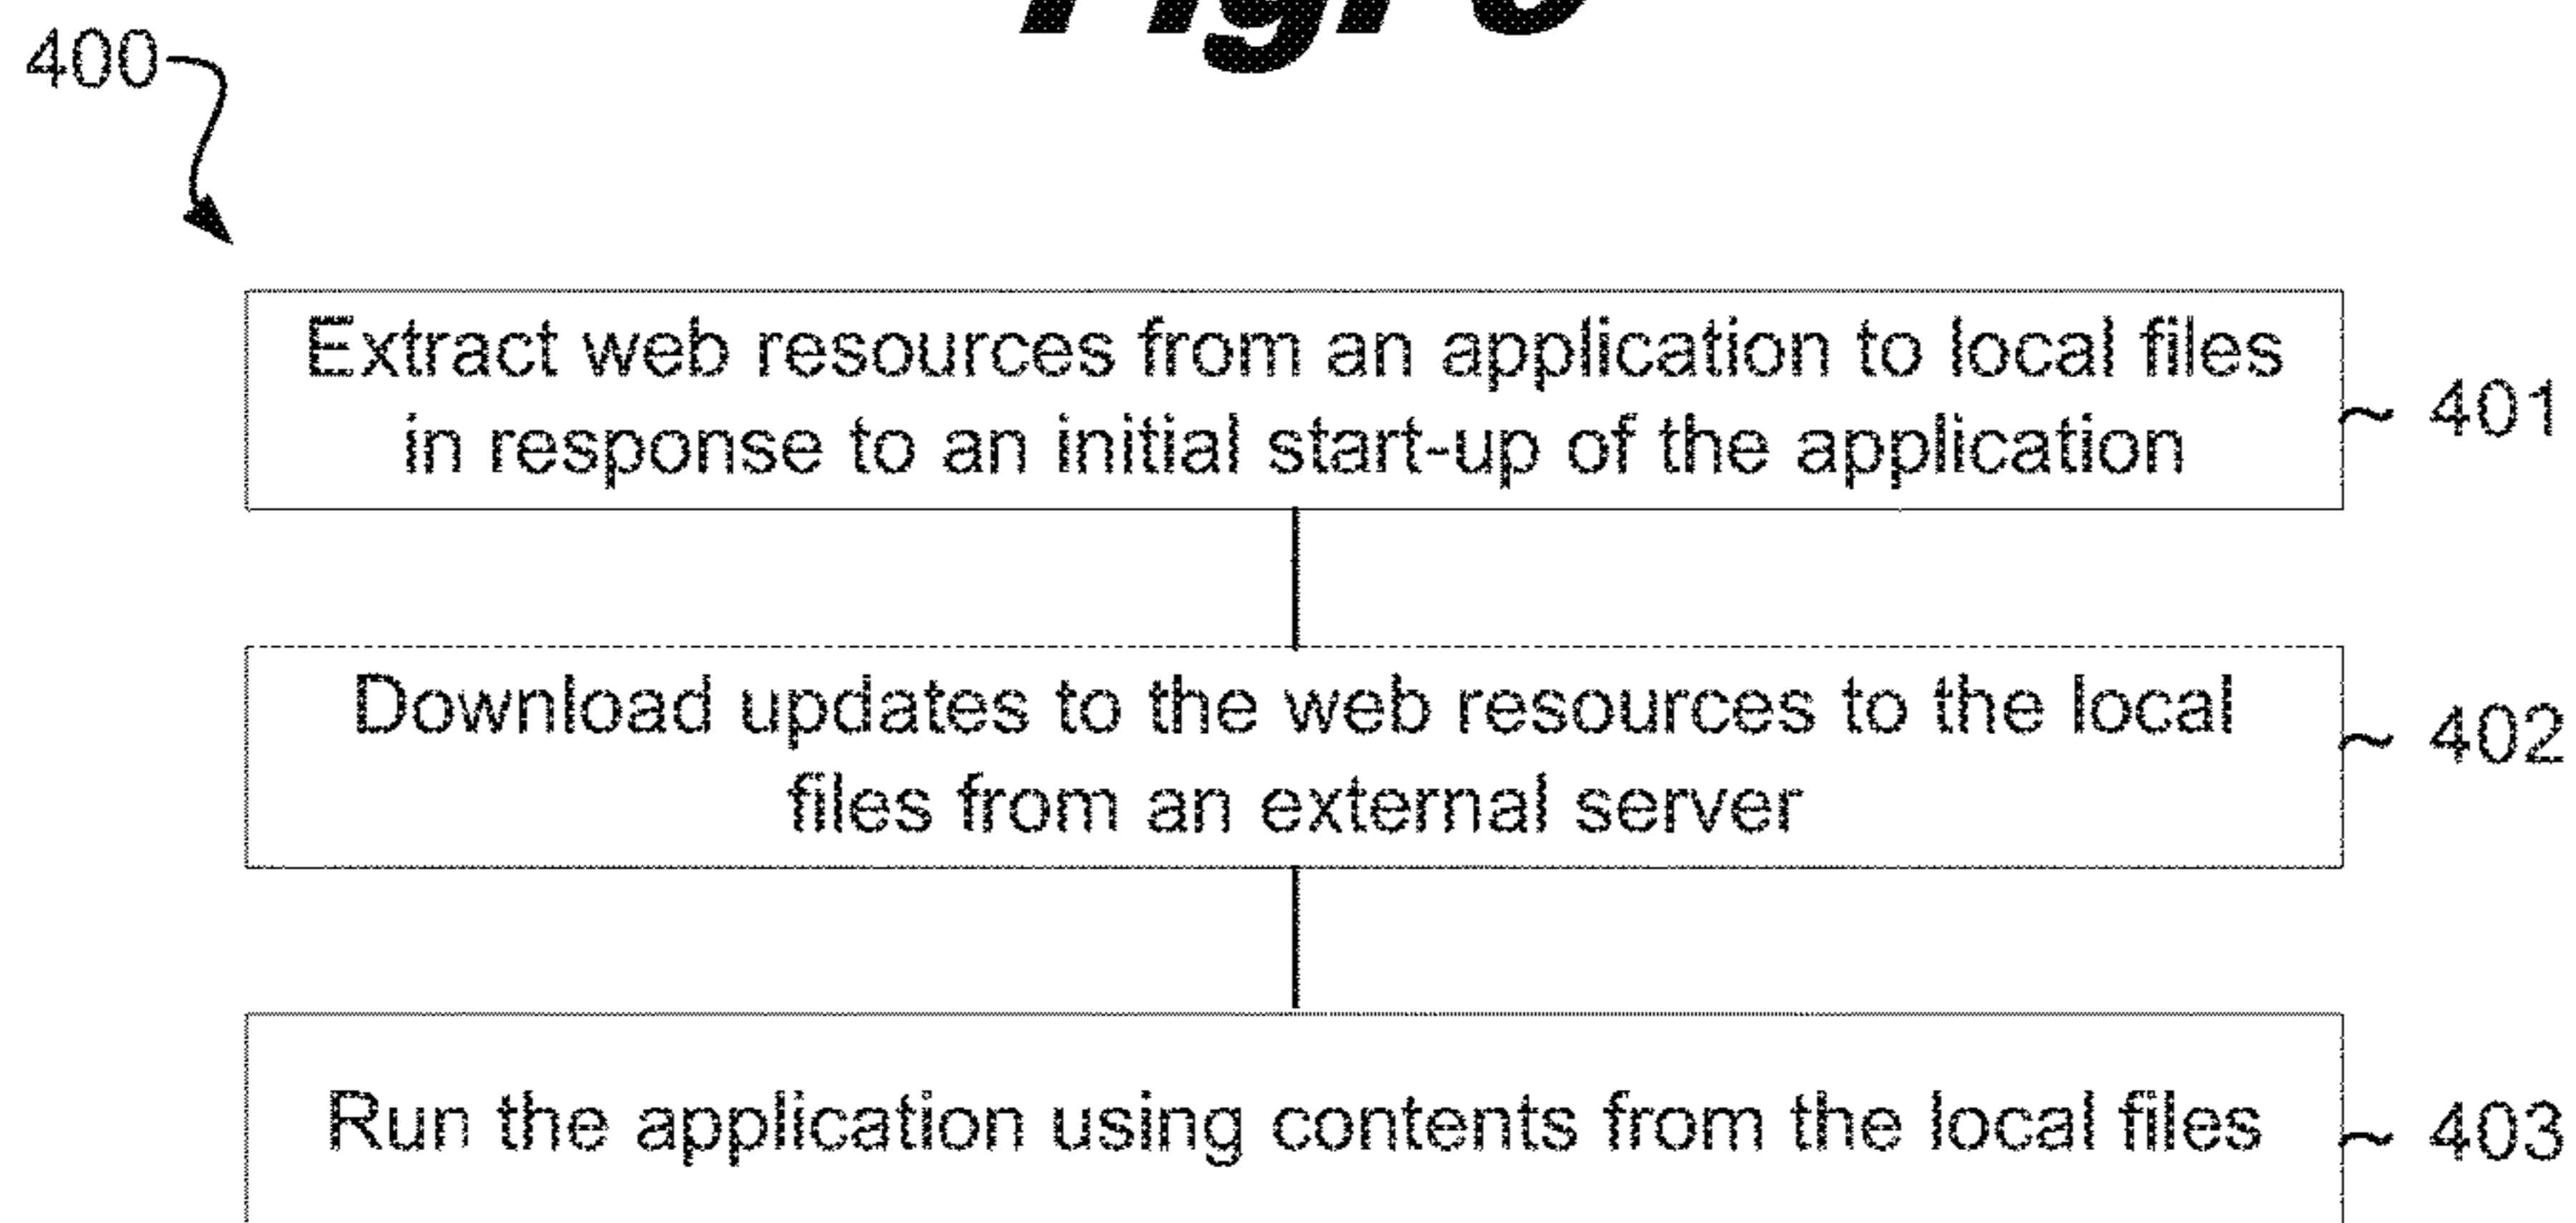 400
Extract web resources from an application to local files
in response to an initial start-up of the application
~ 401
Download updates to the web resources to the local
files from an external server
~ 402
Run the application using contents from the local files
~ 403